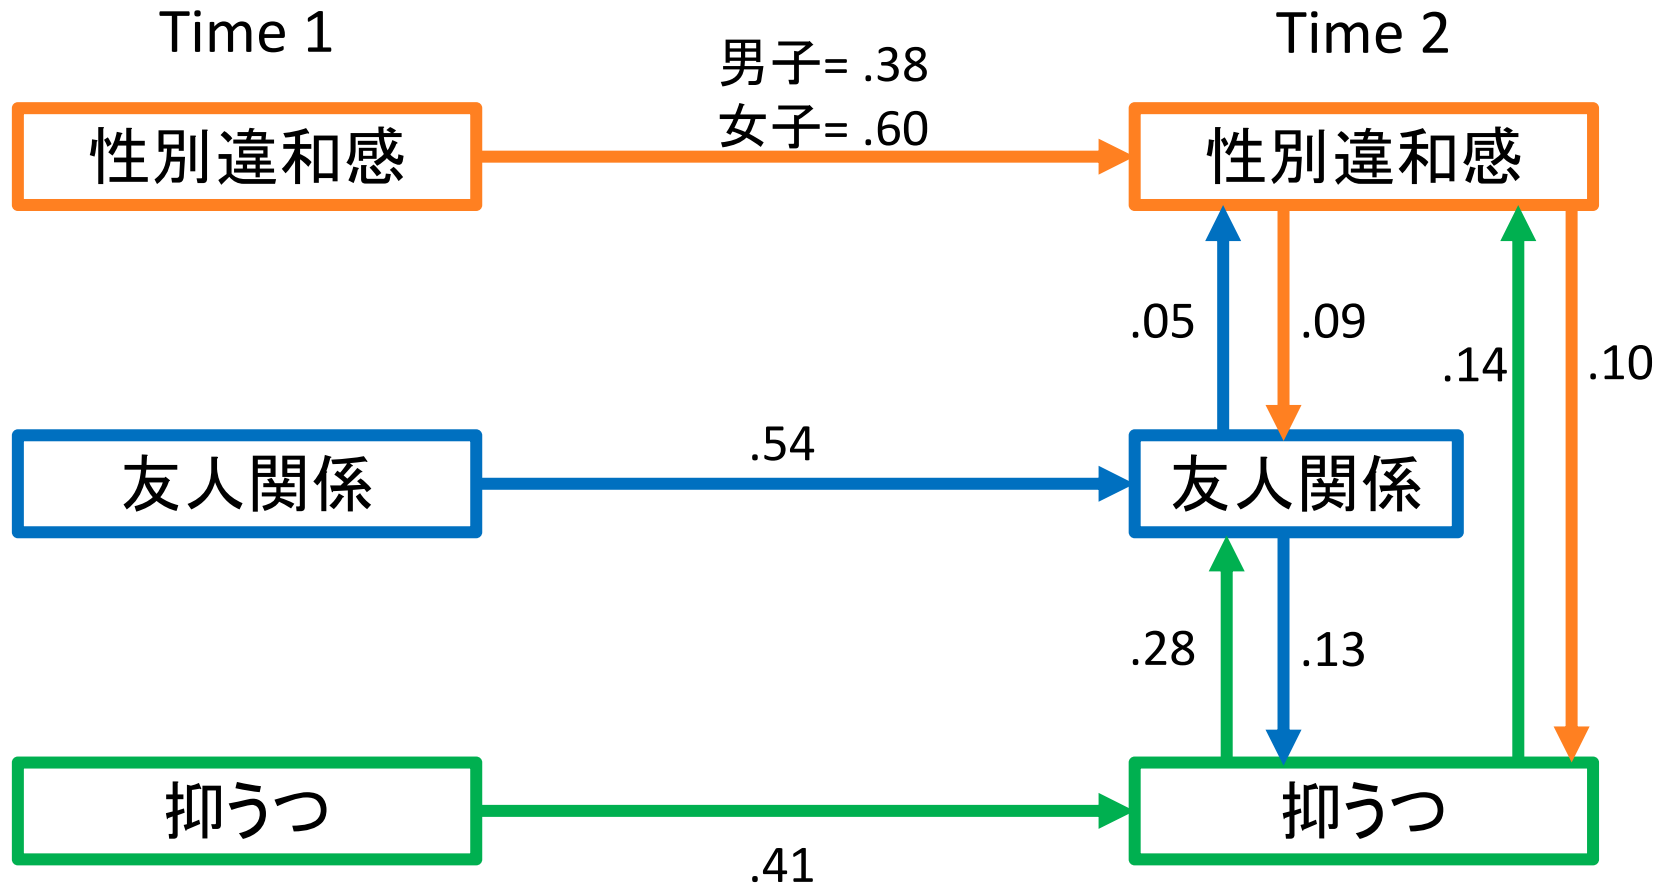 Time 1
Time 2
男子= .38
女子= .60
性別違和感
性別違和感
.05
.09
.14
.10
友人関係
.54
友人関係
.28
.13
抑うつ
.41
抑うつ